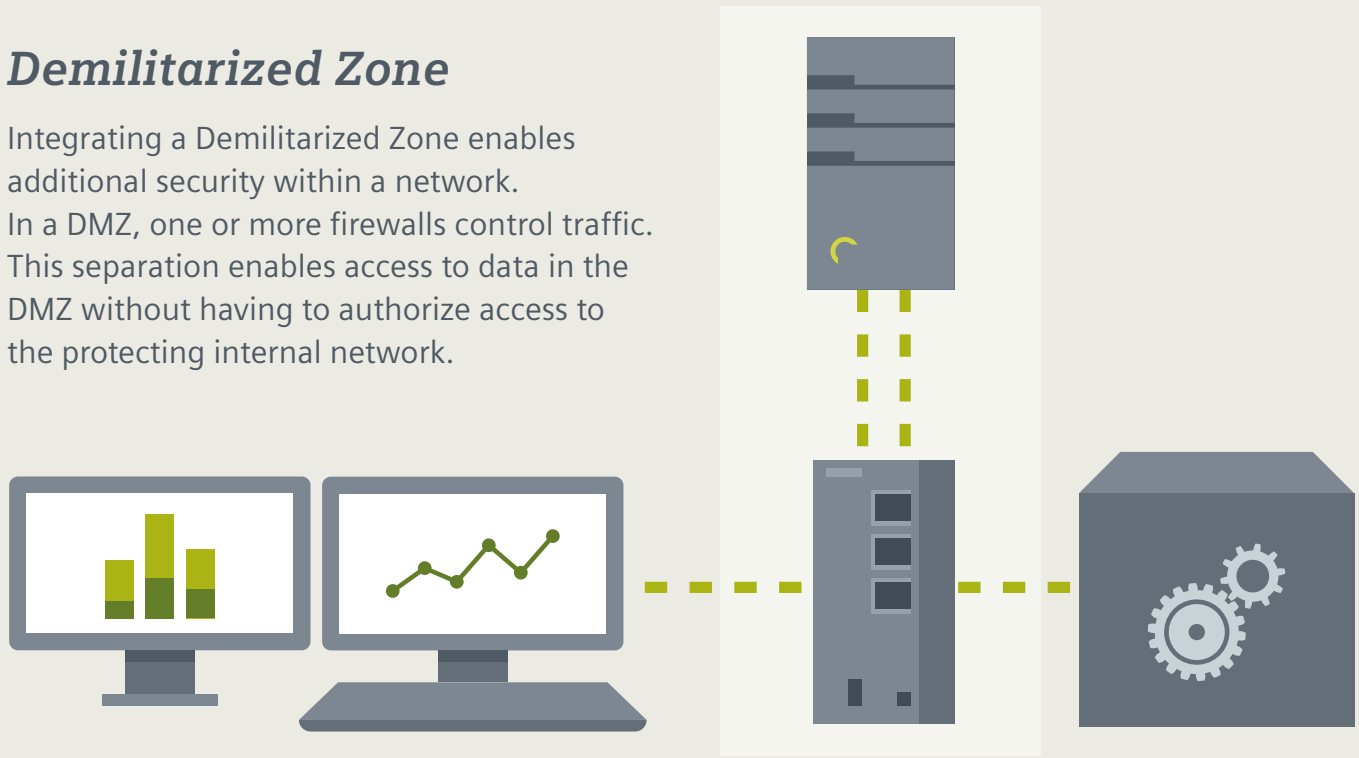 Demilitarized Zone
Integrating a Demilitarized Zone enables
additional security within a network.
In a DMZ, one or more firewalls control traffic.
This separation enables access to data in the
DMZ without having to authorize access to
the protecting internal network.